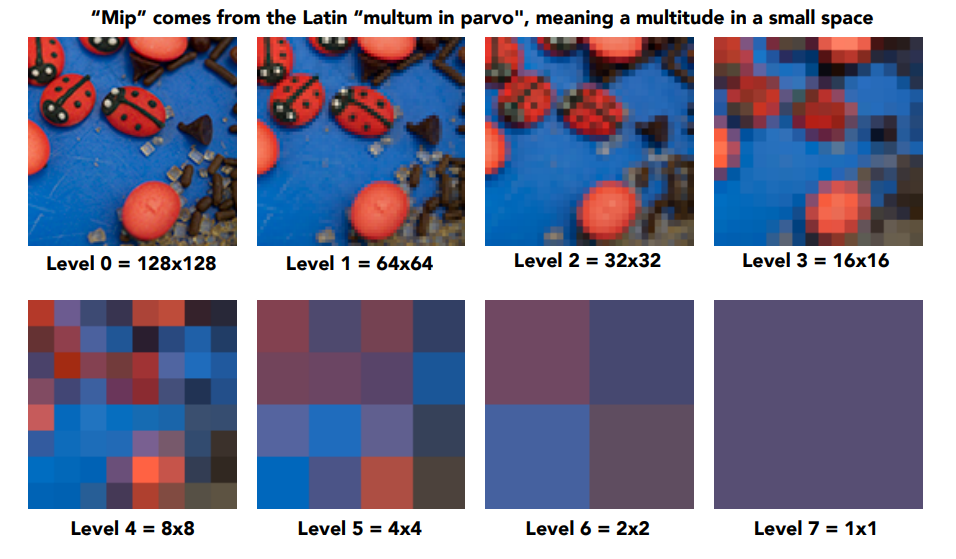 “Mip” comes from the Latin “multum in parvo", meaning a multitude in a small space
Level 0 = 128x128
Level 1 = 64x64
Level 2 = 32x32
Level 3 = 16x16
Level 4 = 8x8
Level 5 = 4x4
Level 6 = 2x2
Level 7 = 1x1